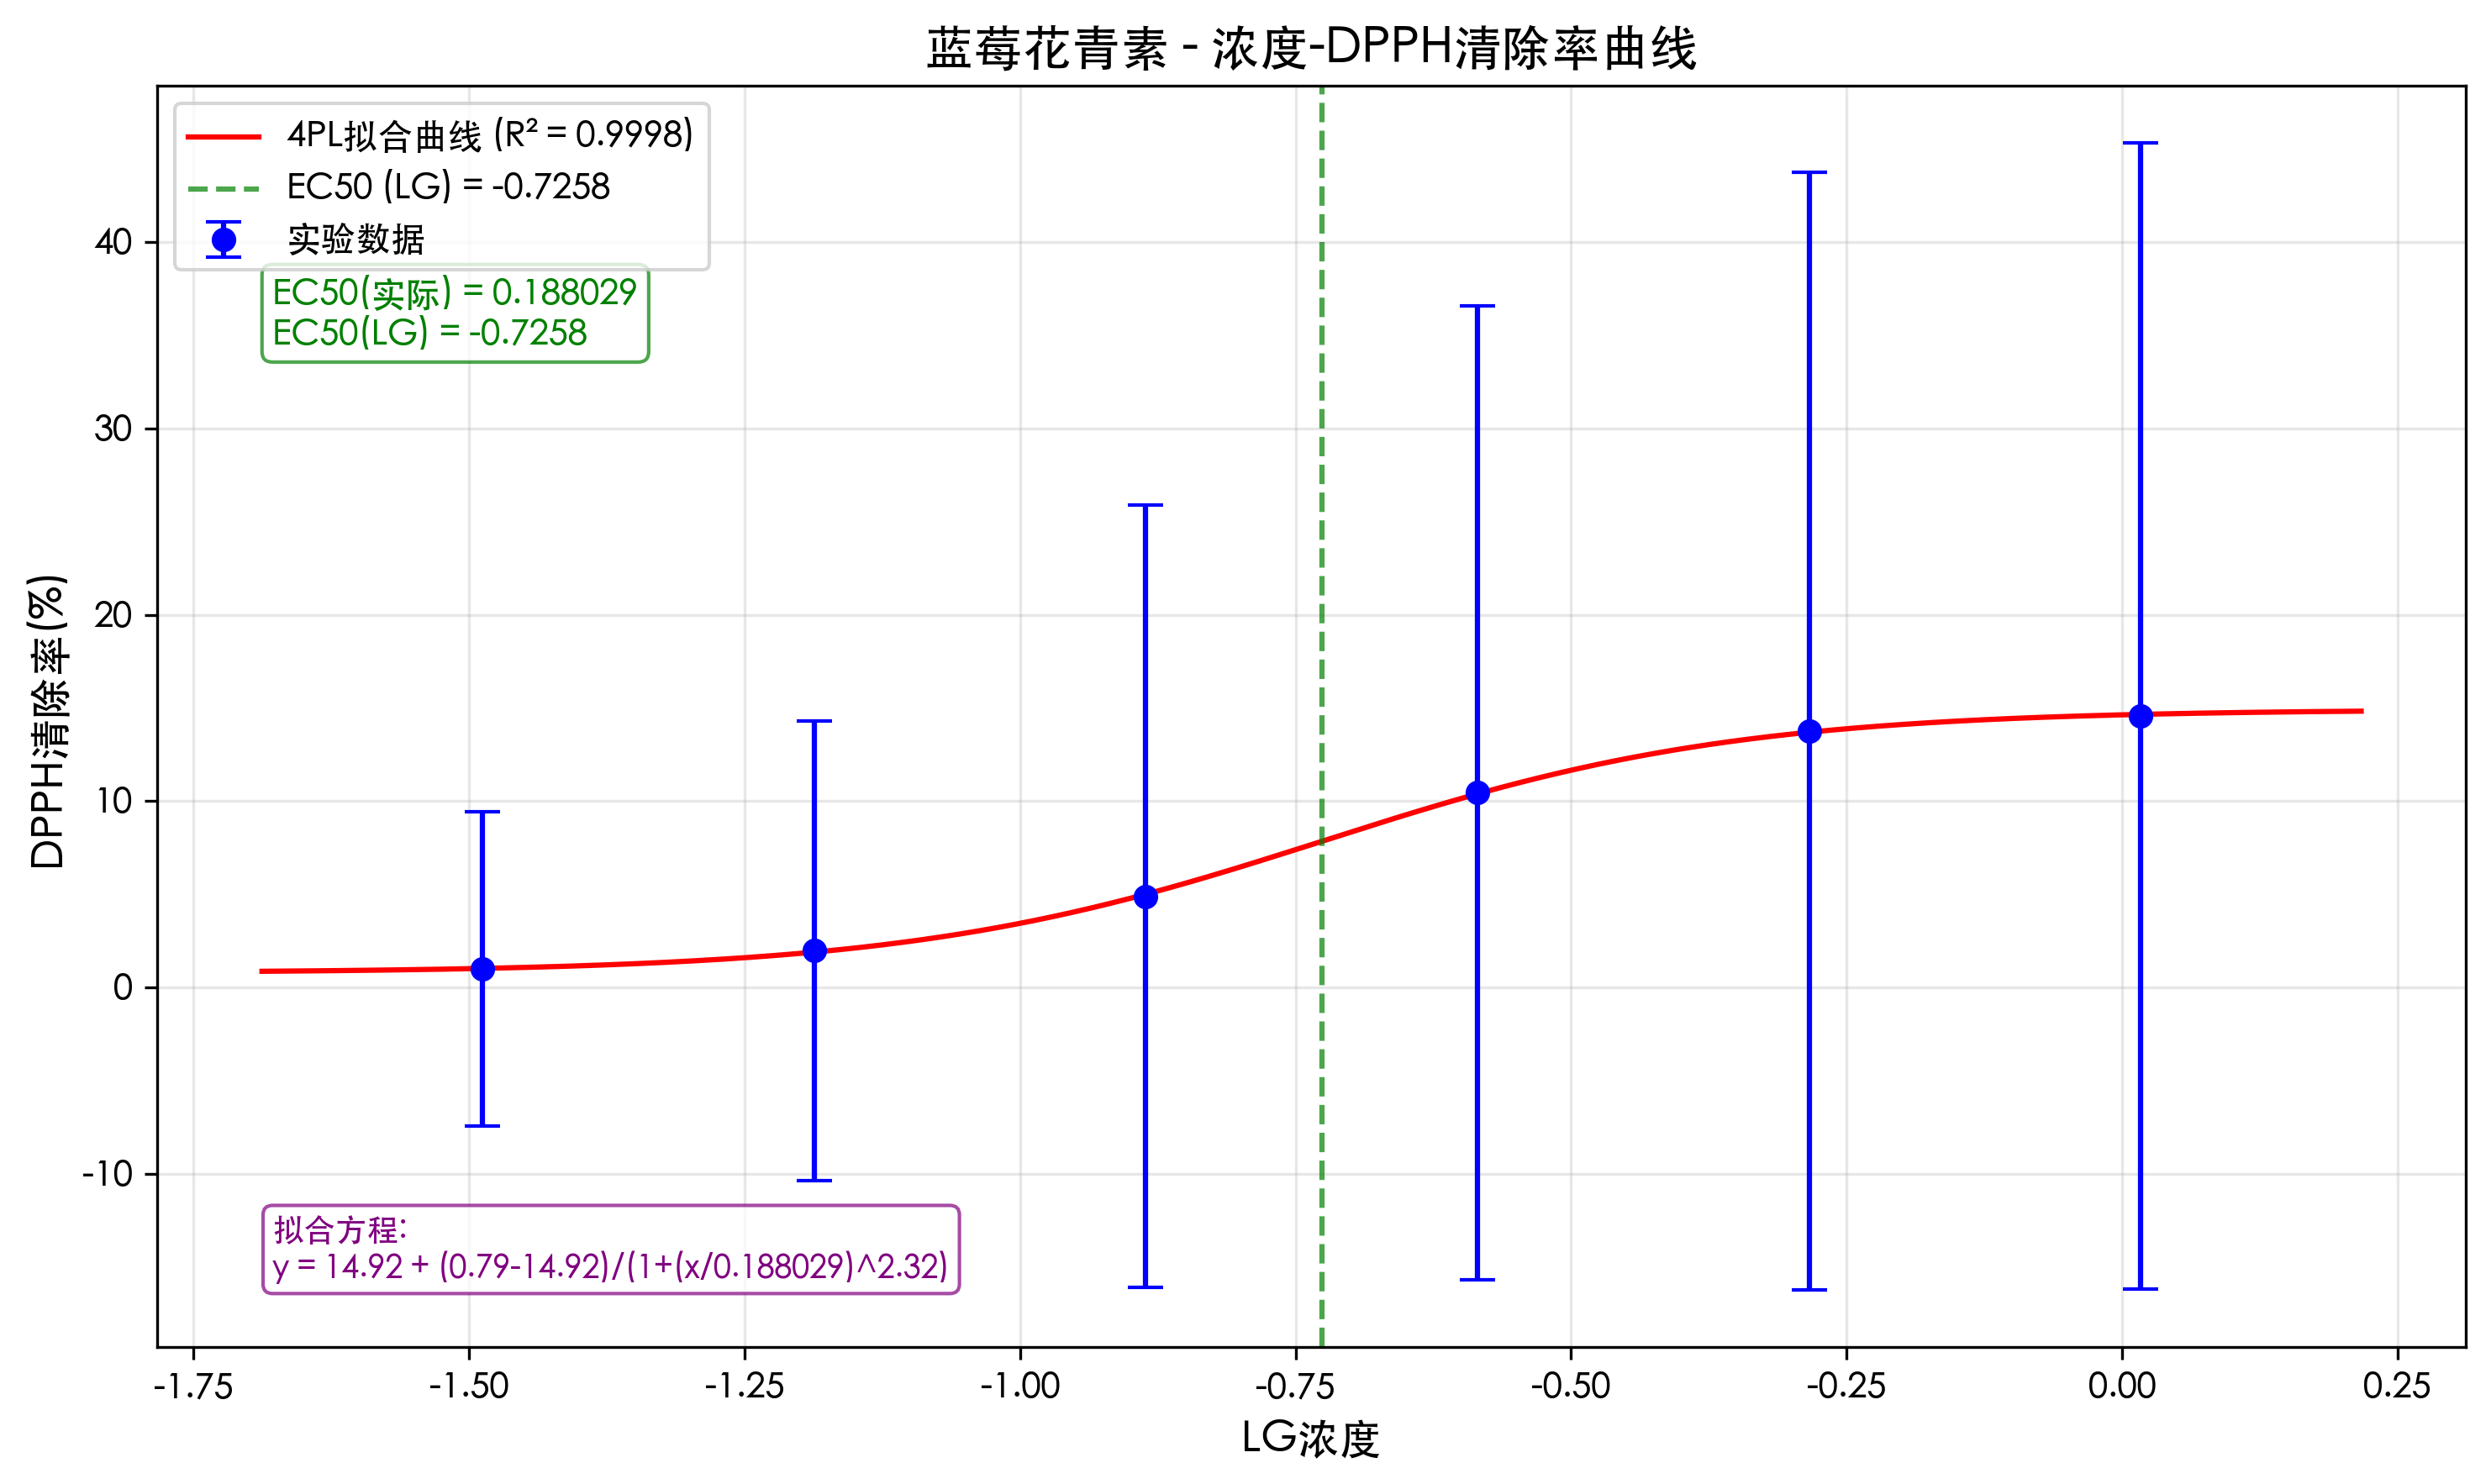 蓝莓花青素 - 浓度-DPPH清除率曲线
4PL拟合曲线 (R² = 0.9998)
EC50 (LG) = -0.7258
实验数据
EC50(实际) = 0.188029
EC50(LG) = -0.7258
DPPH清除率(%)
40
30
20
10
0
-10
拟合方程:
y = 14.92 + (0.79-14.92)/(1+(x/0.188029)^2.32)
-1.75 -1.50 -1.25 -1.00 -0.75 -0.50 -0.25 0.00 0.25
LG浓度